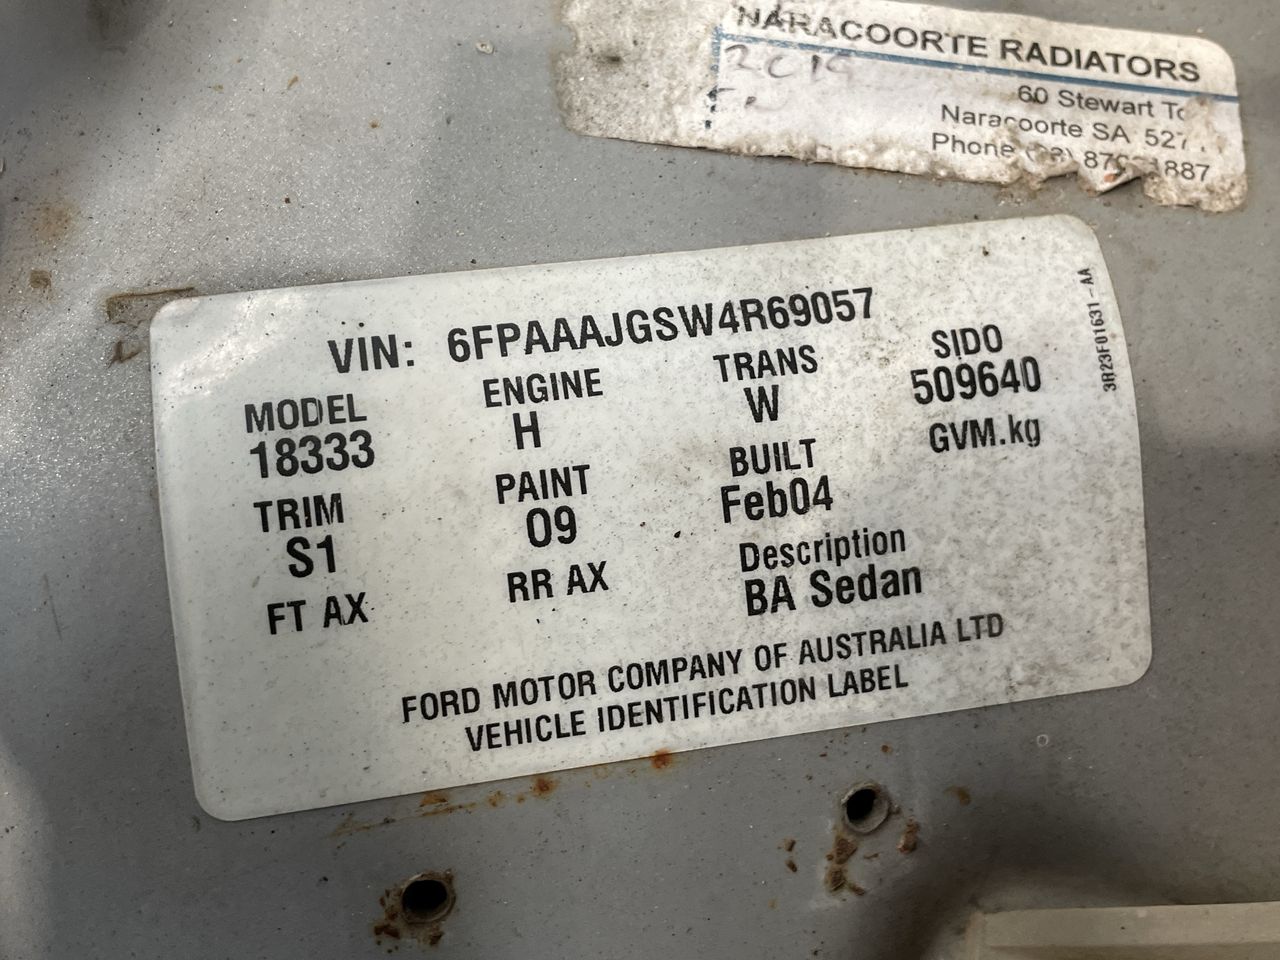 NARACOORTE RADIATORS
60 Stewart
Naracoorte SA
Phone
VIN: 6FPAAAJGSW4R69057
MODEL ENGINE TRANS SIDO
18333 H W 509640
TRIM PAINT BUILT GVM.kg
S1 09 Feb04
FT AX RR AX Description
BA Sedan
FORD MOTOR COMPANY OF AUSTRALIA LTD
VEHICLE IDENTIFICATION LABEL
3R23F01631-AA